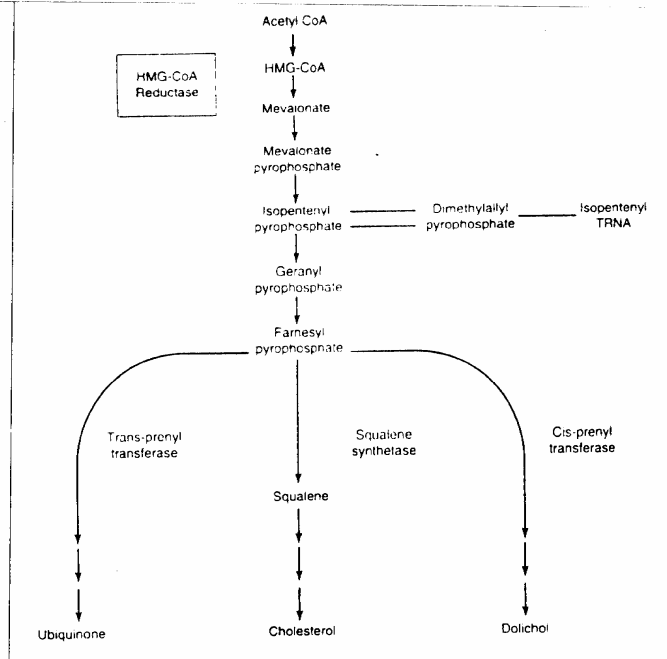 Acetyl CoA
HMG-CoA
Reductase
HMG-CoA
Mevalonate
Mevalonate
pyrophosphate
Isopentenyl
pyrophosphate
Dimethylallyl
pyrophosphate
Isopentenyl
TRNA
Geranyl
pyrophosphate
Farnesyl
pyrophosphate
Trans-prenyl
transferase
Squalene
synthetase
Cis-prenyl
transferase
Squalene
Ubiquinone
Cholesterol
Dolichol